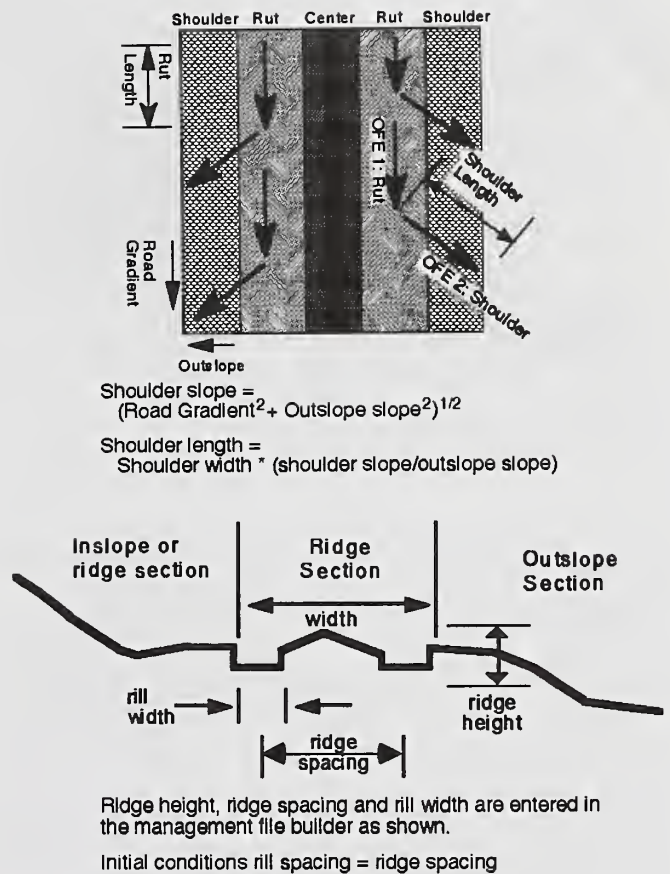 Shoulder Rut Center Rut Shoulder
Rut
Length
OFE 1: Rut
Shoulder
Length
Road
Gradient
OFE 2: Shoulder
Outslope
Shoulder slope =
(Road Gradient² + Outslope slope²)^1/2
Shoulder length =
Shoulder width * (shoulder slope/outslope slope)
Inslope or
ridge section
Ridge
Section
Outslope
Section
width
rill
width
ridge
height
ridge
spacing
Ridge height, ridge spacing and rill width are entered in
the management file builder as shown.
Initial conditions rill spacing = ridge spacing